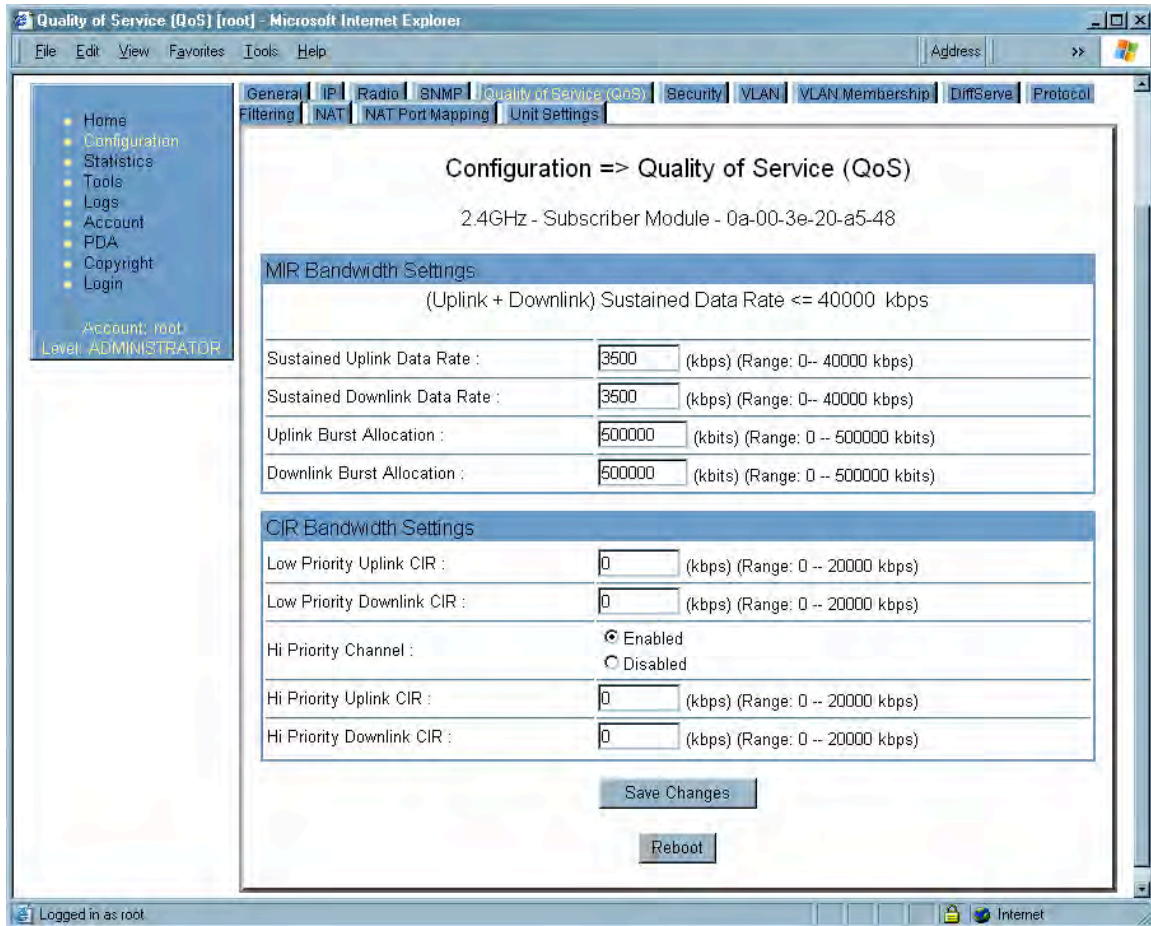 Quality of Service (QoS) [root] - Microsoft Internet Explorer
File Edit View Favorites Tools Help Address »
General IP Radio SNMP Quality of Service (QoS) Security VLAN VLAN Membership DiffServe Protocol
Filtering NAT NAT Port Mapping Unit Settings
Home
Configuration
Statistics
Tools
Logs
Account
PDA
Copyright
Login
Account: root
Level: ADMINISTRATOR
Configuration => Quality of Service (QoS)
2.4GHz - Subscriber Module - 0a-00-3e-20-a5-48
MIR Bandwidth Settings
(Uplink + Downlink) Sustained Data Rate <= 40000 kbps
Sustained Uplink Data Rate : 3500 (kbps) (Range: 0-- 40000 kbps)
Sustained Downlink Data Rate : 3500 (kbps) (Range: 0-- 40000 kbps)
Uplink Burst Allocation : 500000 (kbits) (Range: 0 -- 500000 kbits)
Downlink Burst Allocation : 500000 (kbits) (Range: 0 -- 500000 kbits)
CIR Bandwidth Settings
Low Priority Uplink CIR : 0 (kbps) (Range: 0 -- 20000 kbps)
Low Priority Downlink CIR : 0 (kbps) (Range: 0 -- 20000 kbps)
Hi Priority Channel :
Enabled
Disabled
Hi Priority Uplink CIR : 0 (kbps) (Range: 0 -- 20000 kbps)
Hi Priority Downlink CIR : 0 (kbps) (Range: 0 -- 20000 kbps)
Save Changes
Reboot
Logged in as root Internet